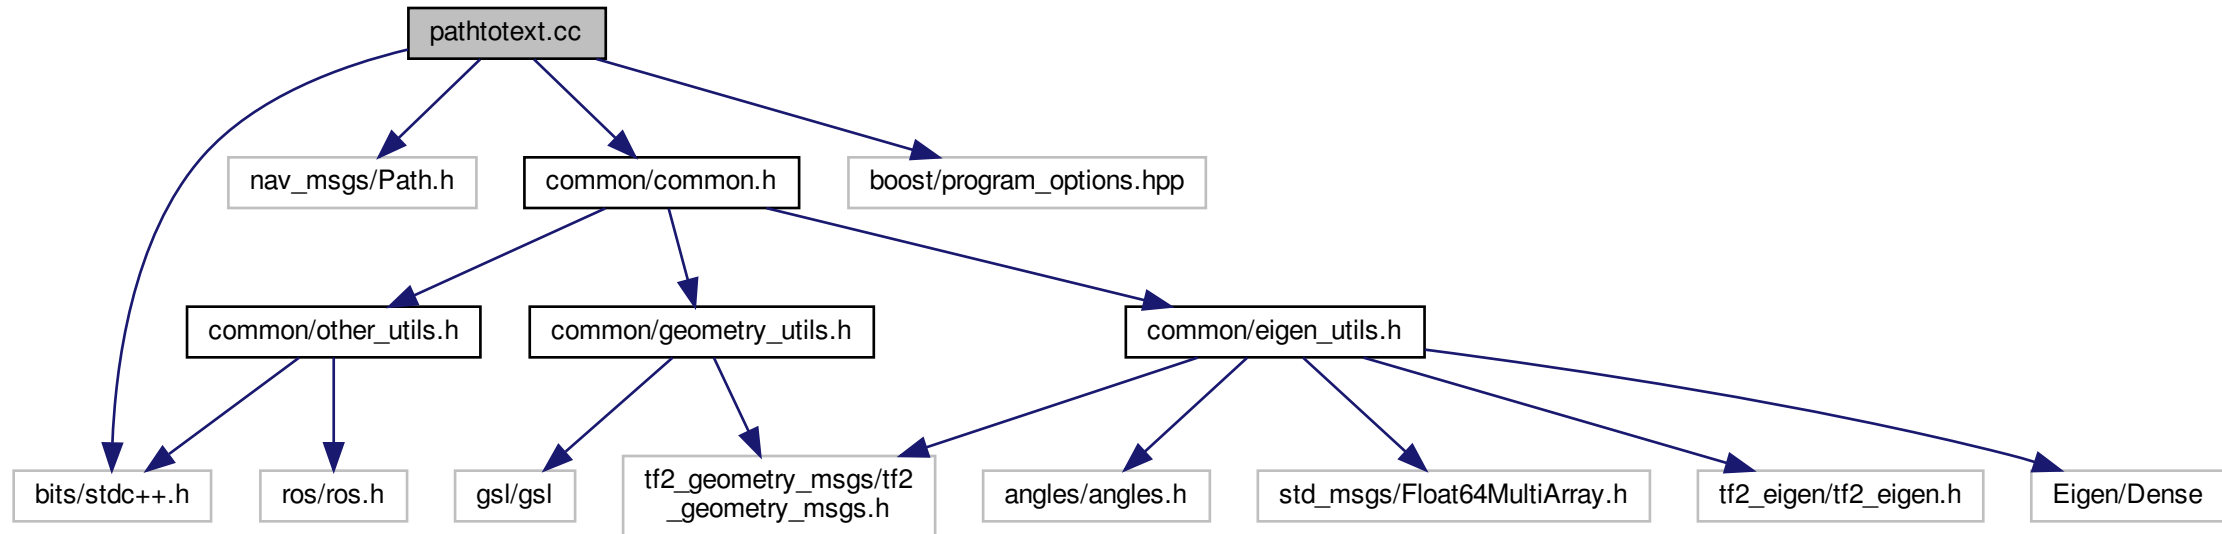 pathtotext.cc
nav_msgs/Path.h
common/common.h
boost/program_options.hpp
common/other_utils.h
common/geometry_utils.h
common/eigen_utils.h
bits/stdc++.h
ros/ros.h
gsl/gsl
tf2_geometry_msgs/tf2
_geometry_msgs.h
angles/angles.h
std_msgs/Float64MultiArray.h
tf2_eigen/tf2_eigen.h
Eigen/Dense